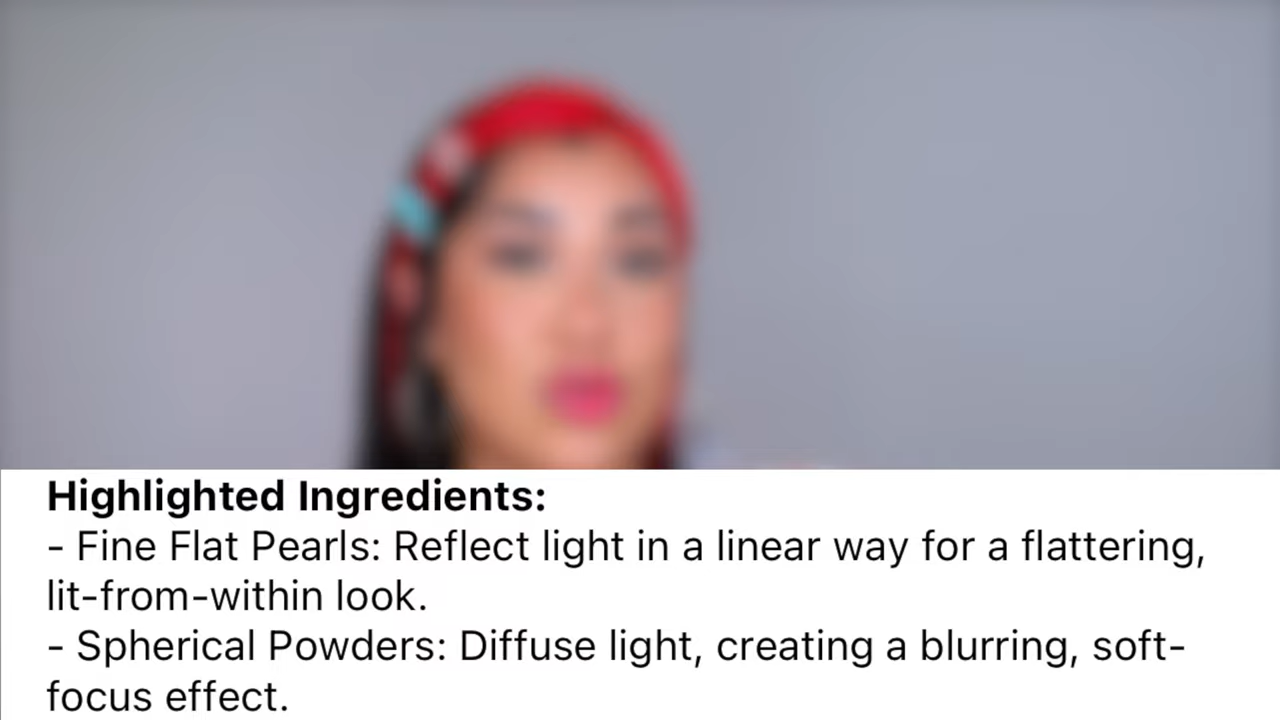 Highlighted Ingredients:
- Fine Flat Pearls: Reflect light in a linear way for a flattering,
lit-from-within look.
- Spherical Powders: Diffuse light, creating a blurring, soft-
focus effect.